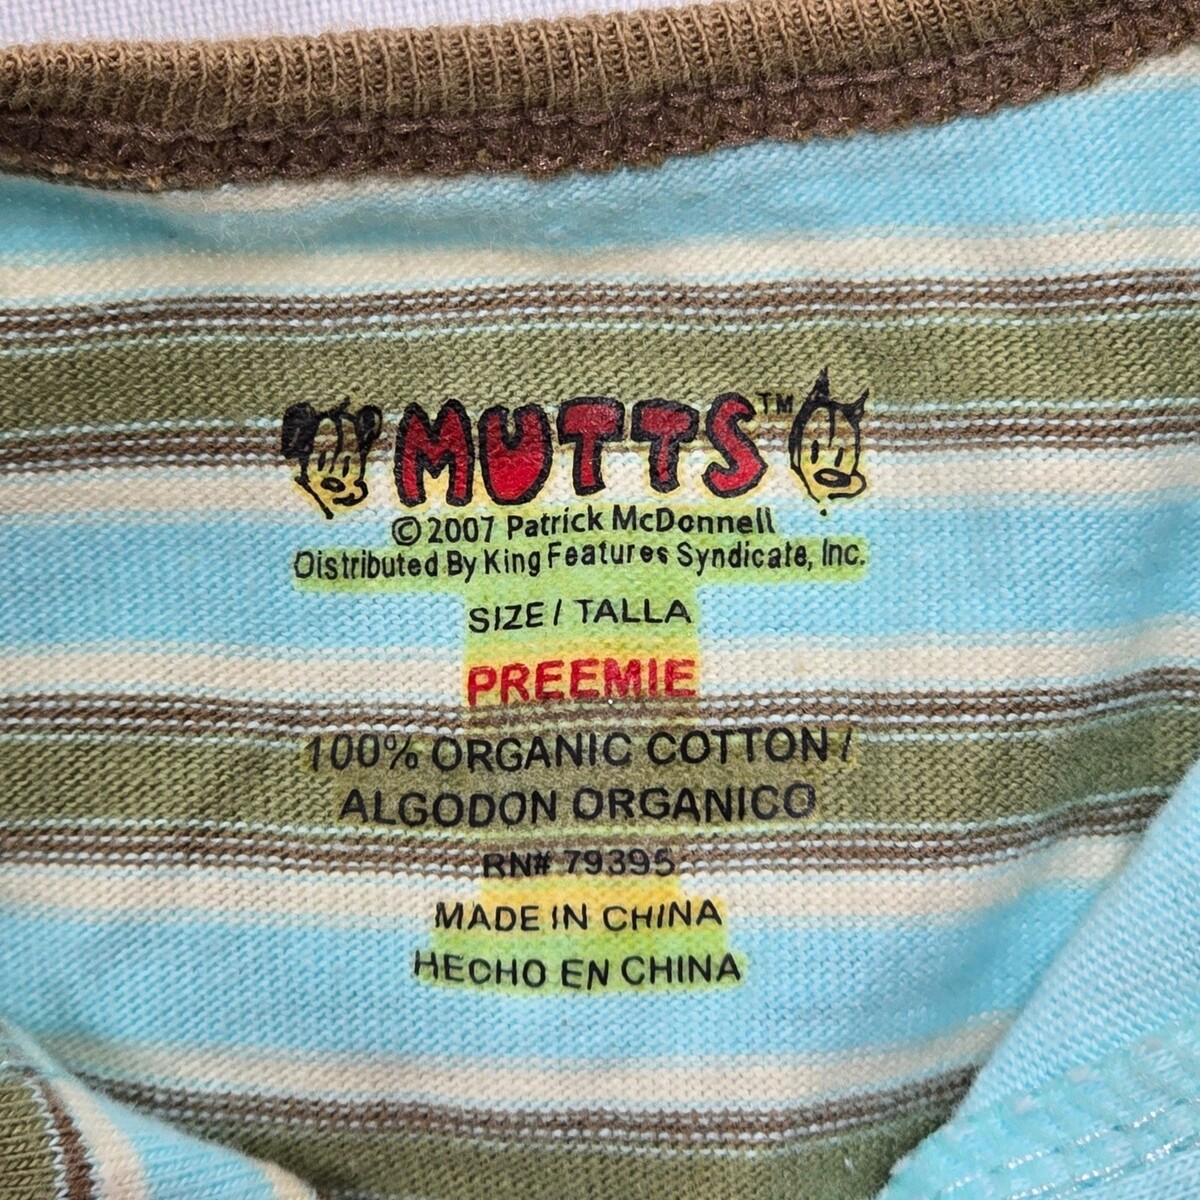 MUTTS™
©2007 Patrick McDonnell
Distributed By King Features Syndicate, Inc.
SIZE / TALLA
PREEMIE
100% ORGANIC COTTON /
ALGODON ORGANICO
RN# 79395
MADE IN CHINA
HECHO EN CHINA